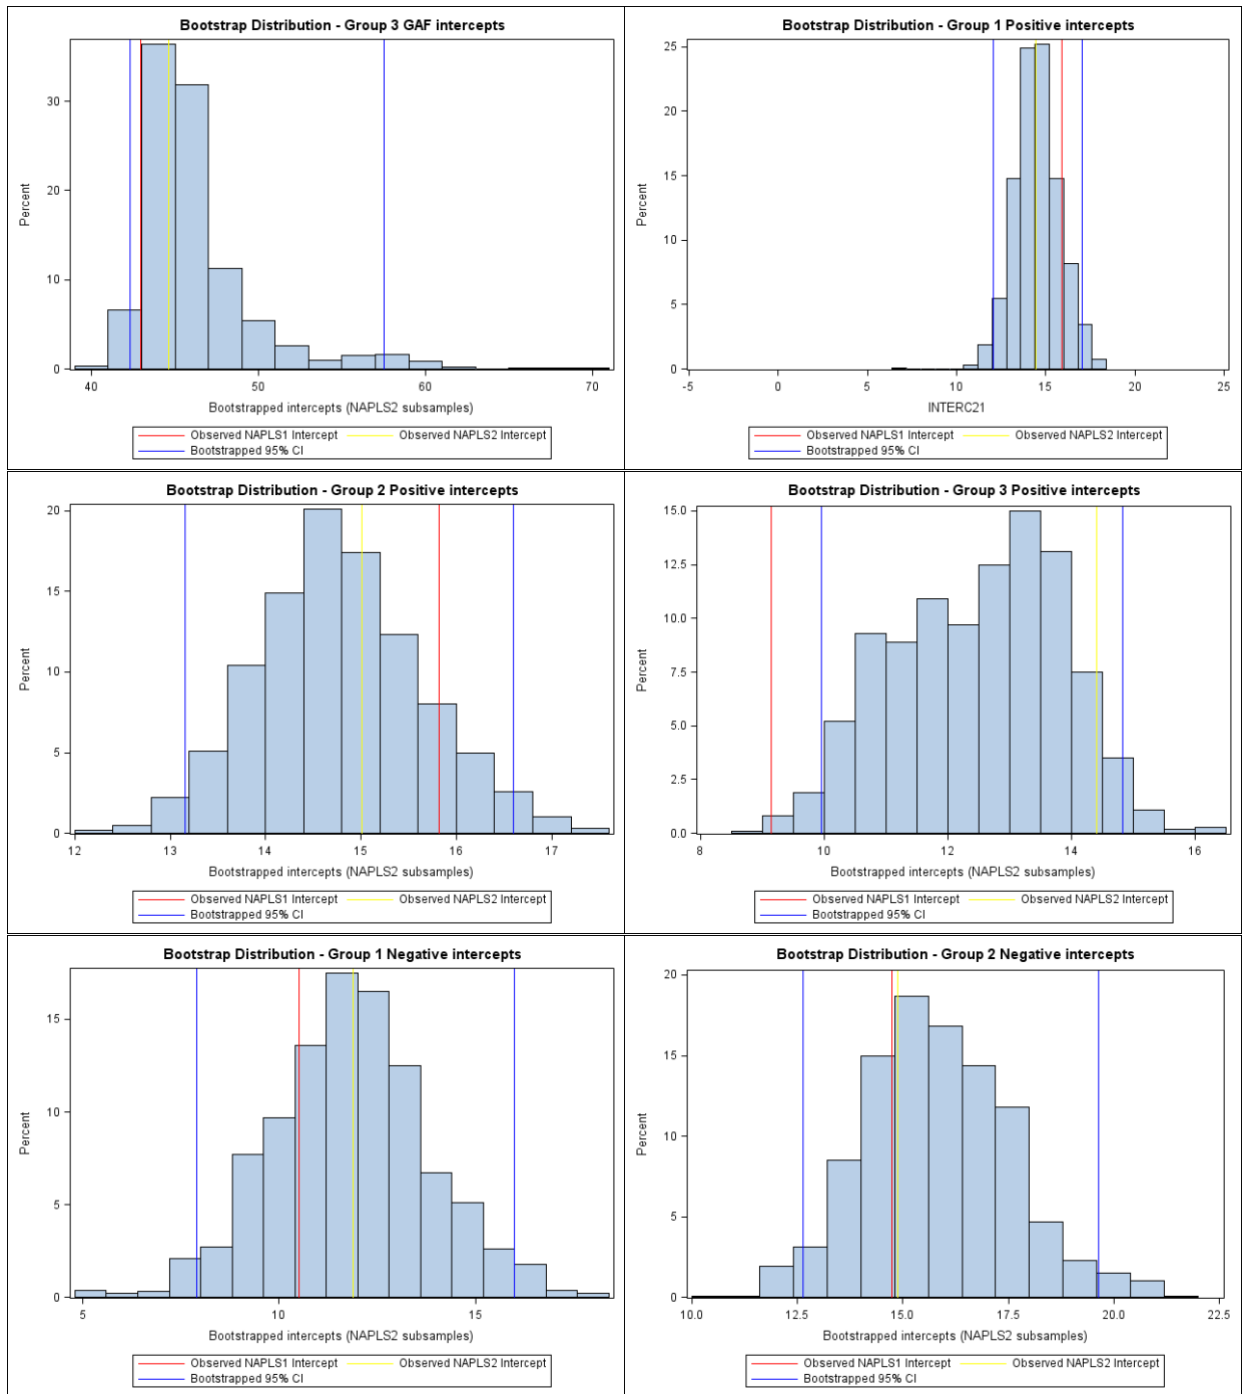 Bootstrap Distribution - Group 3 GAF intercepts
Percent
30
20
10
0
40 50 60 70
Bootstrapped intercepts (NAPLS2 subsamples)
Observed NAPLS1 Intercept Observed NAPLS2 Intercept
Bootstrapped 95% CI
Bootstrap Distribution - Group 1 Positive intercepts
Percent
25
20
15
10
5
0
-5 0 5 10 15 20 25
INTERC21
Observed NAPLS1 Intercept Observed NAPLS2 Intercept
Bootstrapped 95% CI
Bootstrap Distribution - Group 2 Positive intercepts
Percent
20
15
10
5
0
12 13 14 15 16 17
Bootstrapped intercepts (NAPLS2 subsamples)
Observed NAPLS1 Intercept Observed NAPLS2 Intercept
Bootstrapped 95% CI
Bootstrap Distribution - Group 3 Positive intercepts
Percent
15.0
12.5
10.0
7.5
5.0
2.5
0.0
8 10 12 14 16
Bootstrapped intercepts (NAPLS2 subsamples)
Observed NAPLS1 Intercept Observed NAPLS2 Intercept
Bootstrapped 95% CI
Bootstrap Distribution - Group 1 Negative intercepts
Percent
15
10
5
0
5 10 15
Bootstrapped intercepts (NAPLS2 subsamples)
Observed NAPLS1 Intercept Observed NAPLS2 Intercept
Bootstrapped 95% CI
Bootstrap Distribution - Group 2 Negative intercepts
Percent
20
15
10
5
0
10.0 12.5 15.0 17.5 20.0 22.5
Bootstrapped intercepts (NAPLS2 subsamples)
Observed NAPLS1 Intercept Observed NAPLS2 Intercept
Bootstrapped 95% CI